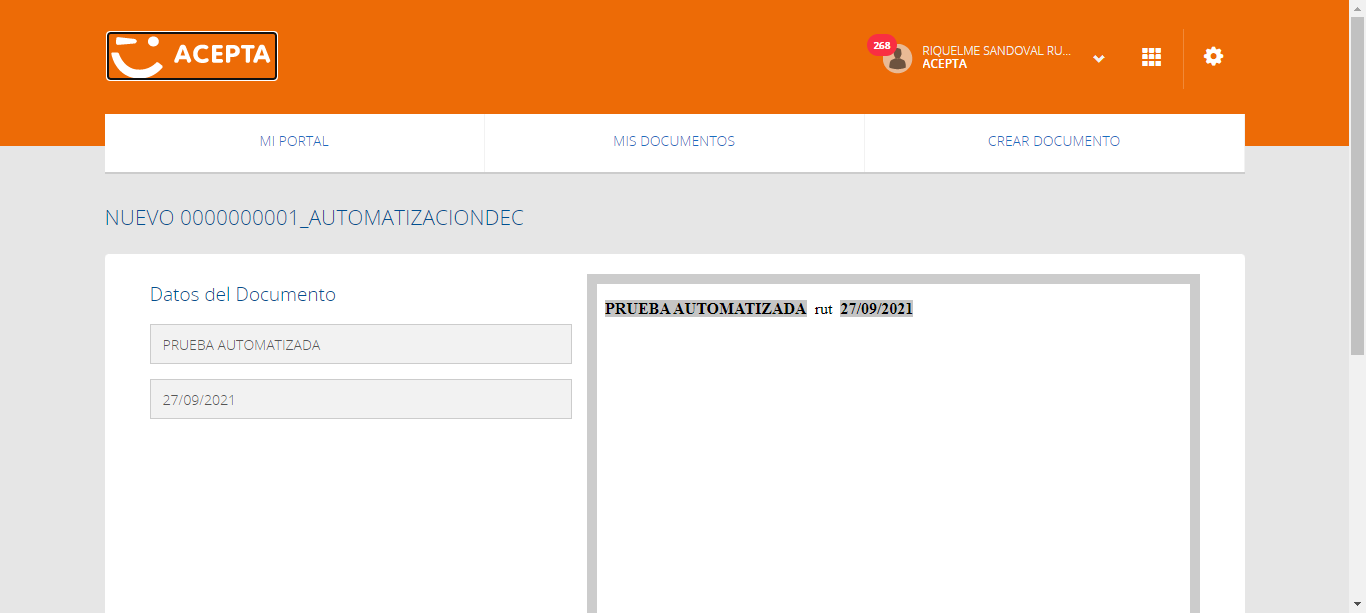 ACEPTA
268
RIQUELME SANDOVAL RU...
ACEPTA
MI PORTAL
MIS DOCUMENTOS
CREAR DOCUMENTO
NUEVO 0000000001_AUTOMATIZACIONDEC
Datos del Documento
PRUEBA AUTOMATIZADA
27/09/2021
PRUEBA AUTOMATIZADA rut 27/09/2021